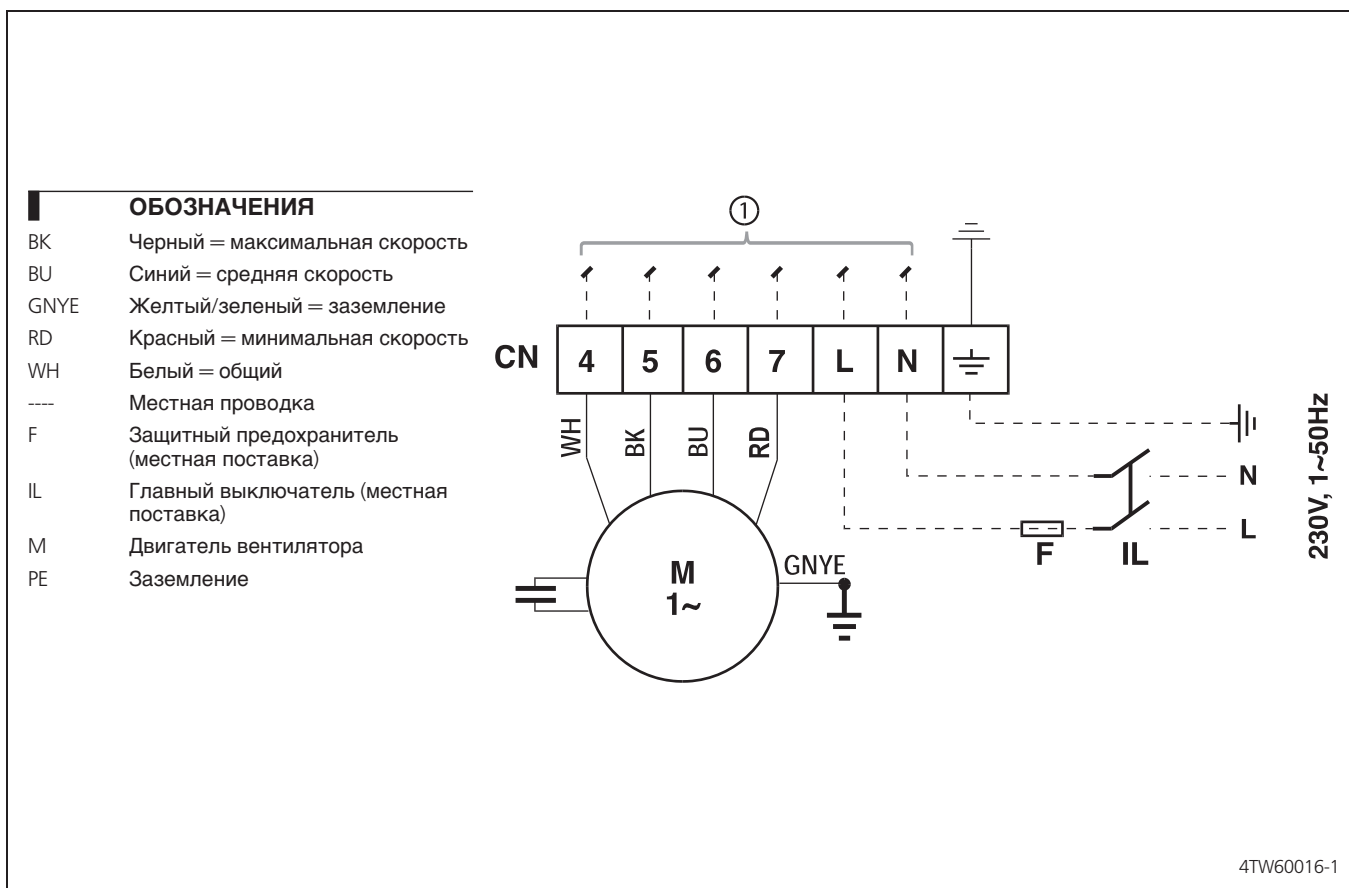 ОБОЗНАЧЕНИЯ
BK Черный = максимальная скорость
BU Синий = средняя скорость
GNYE Желтый/зеленый = заземление
RD Красный = минимальная скорость
WH Белый = общий
---- Местная проводка
F Защитный предохранитель
(местная поставка)
IL Главный выключатель (местная
поставка)
M Двигатель вентилятора
PE Заземление
1
CN 4 5 6 7 L N
WH BK BU RD
N
L
F IL
230V, 1~50Hz
M
1~
GNYE
4TW60016-1